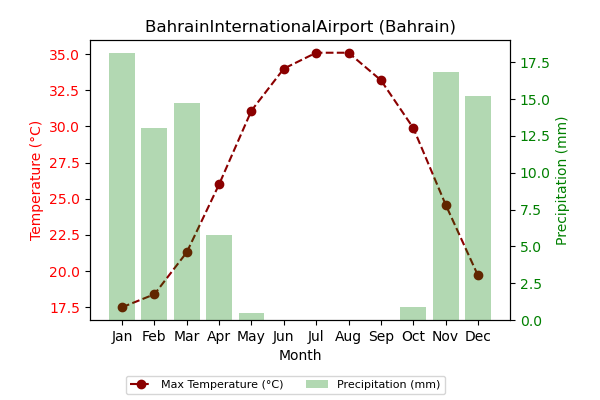 BahrainInternationalAirport (Bahrain)
35.0
32.5
30.0
27.5
25.0
22.5
20.0
17.5
Temperature (°C)
17.5
15.0
12.5
10.0
7.5
5.0
2.5
0.0
Precipitation (mm)
Jan Feb Mar Apr May Jun Jul Aug Sep Oct Nov Dec
Month
Max Temperature (°C) Precipitation (mm)